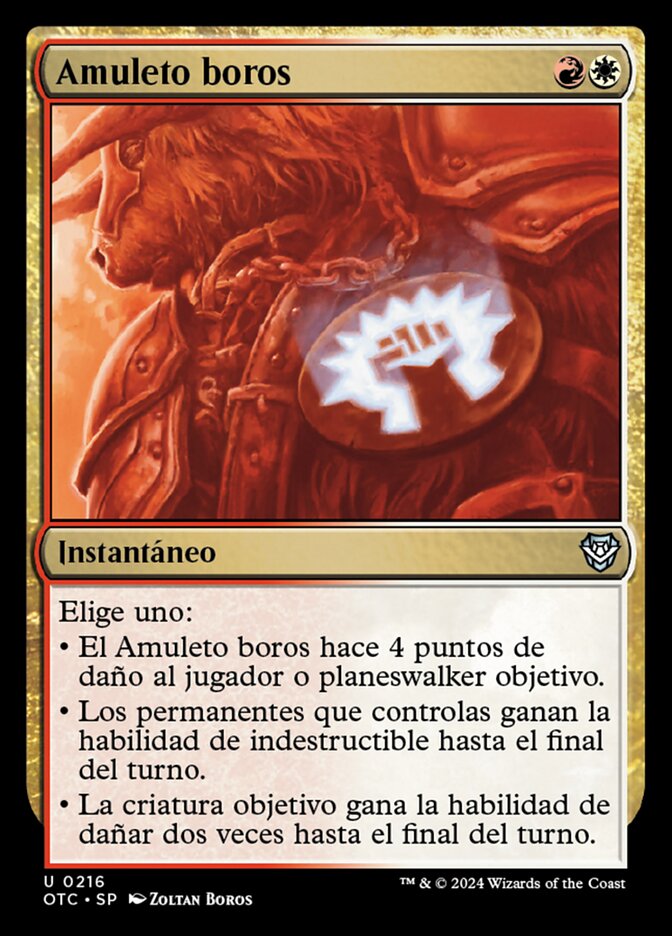 Amuleto boros
Instantáneo
Elige uno:
• El Amuleto boros hace 4 puntos de
daño al jugador o planeswalker objetivo.
• Los permanentes que controlas ganan la
habilidad de indestructible hasta el final
del turno.
• La criatura objetivo gana la habilidad de
dañar dos veces hasta el final del turno.
U 0216
OTC • SP Zoltan Boros
™ & © 2024 Wizards of the Coast